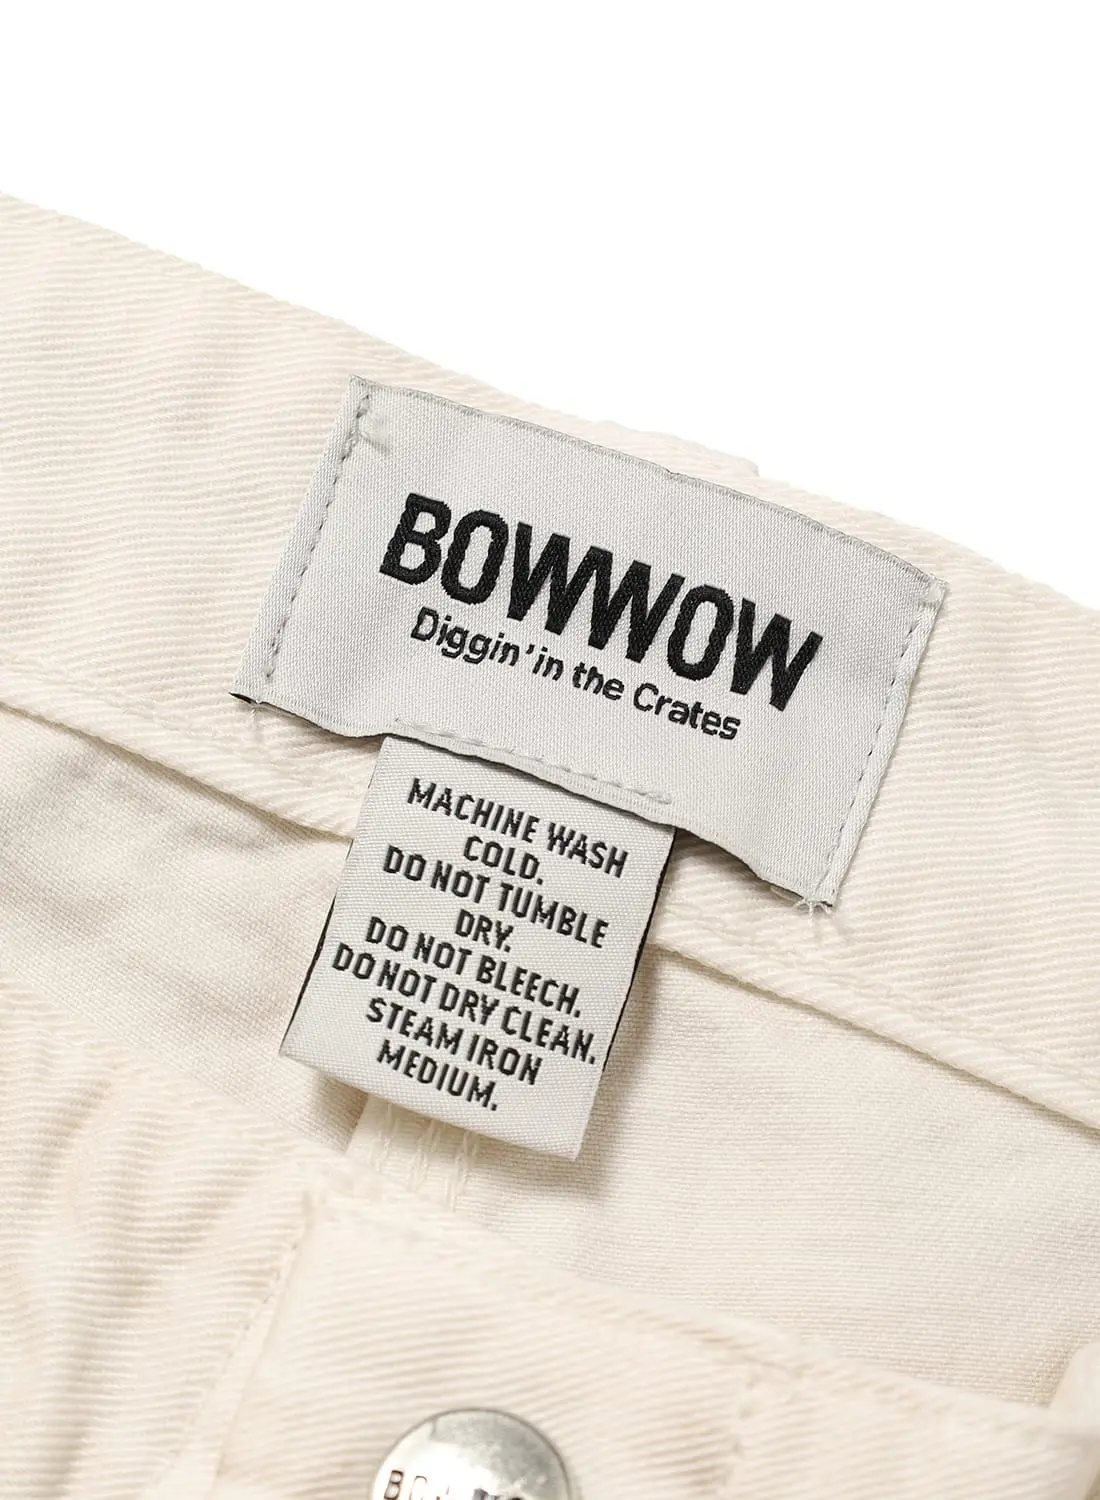 BOWWOW
Diggin' in the Crates
MACHINE WASH
COLD.
DO NOT TUMBLE
DRY.
DO NOT BLEECH.
DO NOT DRY CLEAN.
STEAM IRON
MEDIUM.